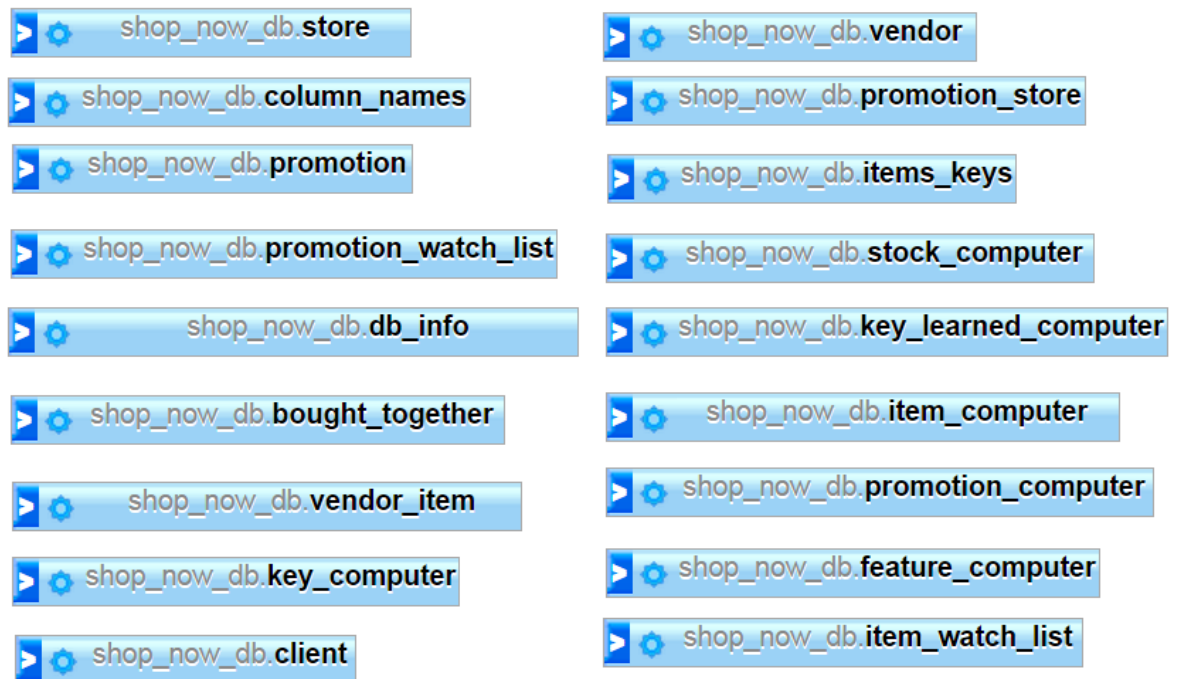 shop_now_db.store
shop_now_db.column_names
shop_now_db.promotion
shop_now_db.promotion_watch_list
shop_now_db.db_info
shop_now_db.bought_together
shop_now_db.vendor_item
shop_now_db.key_computer
shop_now_db.client
shop_now_db.vendor
shop_now_db.promotion_store
shop_now_db.items_keys
shop_now_db.stock_computer
shop_now_db.key_learned_computer
shop_now_db.item_computer
shop_now_db.promotion_computer
shop_now_db.feature_computer
shop_now_db.item_watch_list